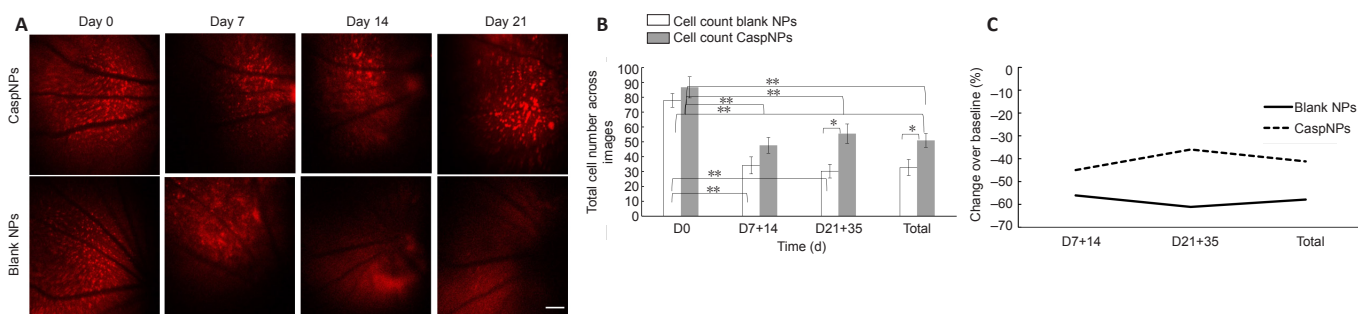 A
Day 0
Day 7
Day 14
Day 21
CaspNPs
Blank NPs
B
Cell count blank NPs
Cell count CaspNPs
Total cell number across
images
100
90
80
70
60
50
40
30
20
10
0
**
**
**
**
*
*
**
**
D0
D7+14
D21+35
Total
Time (d)
C
Change over baseline (%)
0
–10
–20
–30
–40
–50
–60
–70
Blank NPs
CaspNPs
D7+14
D21+35
Total